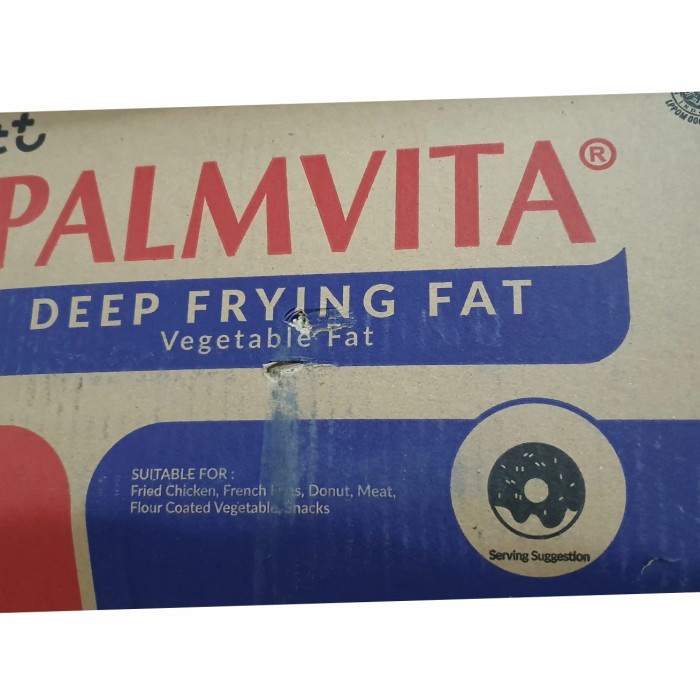 PALMVITA®
DEEP FRYING FAT
Vegetable Fat
SUITABLE FOR :
Fried Chicken, French Fries, Donut, Meat,
Flour Coated Vegetable, Snacks
Serving Suggestion